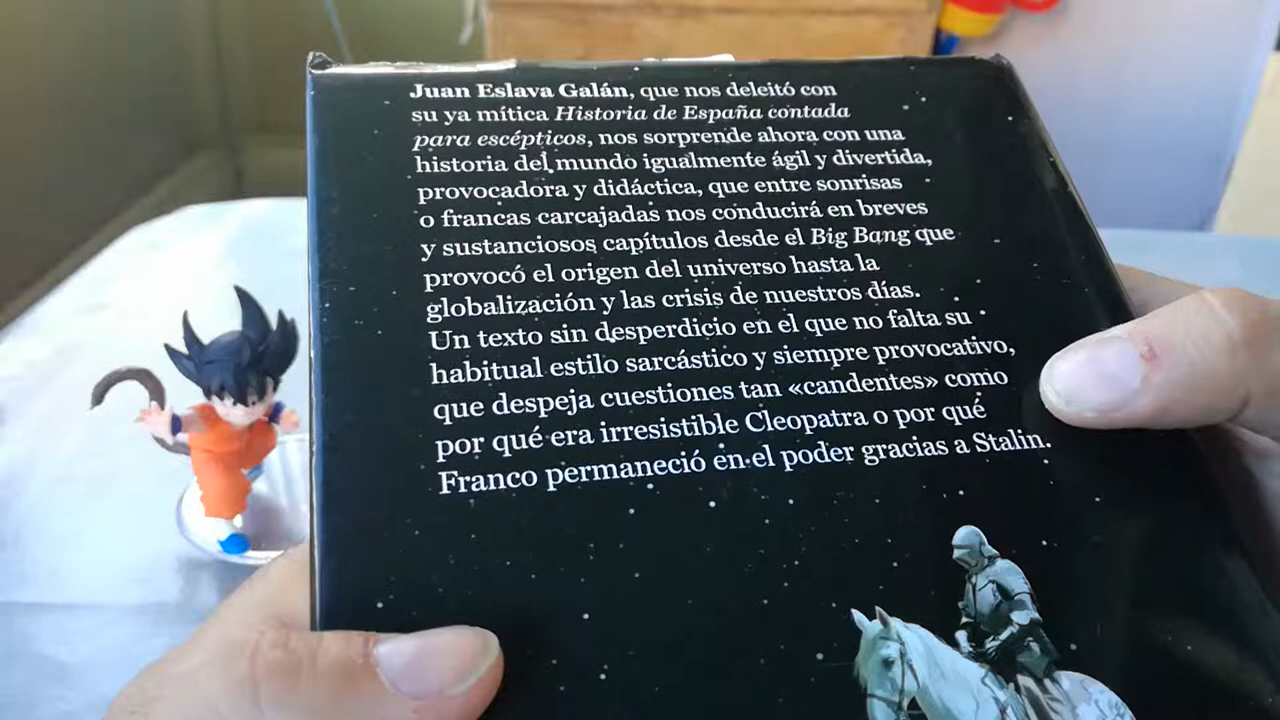 Juan Eslava Galán, que nos deleitó con
su ya mítica Historia de España contada
para escépticos, nos sorprende ahora con una
historia del mundo igualmente ágil y divertida,
provocadora y didáctica, que entre sonrisas
o francas carcajadas nos conducirá en breves
y sustanciosos capítulos desde el Big Bang que
provocó el origen del universo hasta la
globalización y las crisis de nuestros días.
Un texto sin desperdicio en el que no falta su
habitual estilo sarcástico y siempre provocativo,
que despeja cuestiones tan «candentes» como
por qué era irresistible Cleopatra o por qué
Franco permaneció en el poder gracias a Stalin.